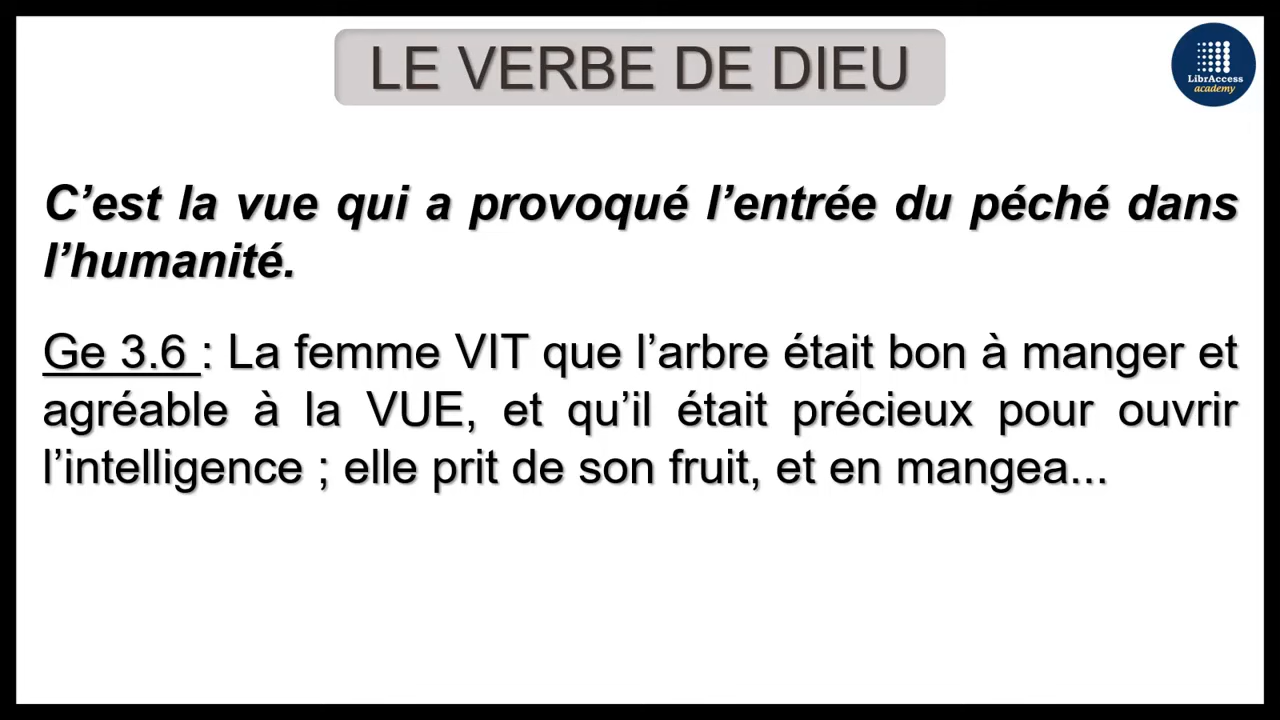 LE VERBE DE DIEU
LibrAccess
academy
C’est la vue qui a provoqué l’entrée du péché dans
l’humanité.
Ge 3.6 : La femme VIT que l’arbre était bon à manger et
agréable à la VUE, et qu’il était précieux pour ouvrir
l’intelligence ; elle prit de son fruit, et en mangea...